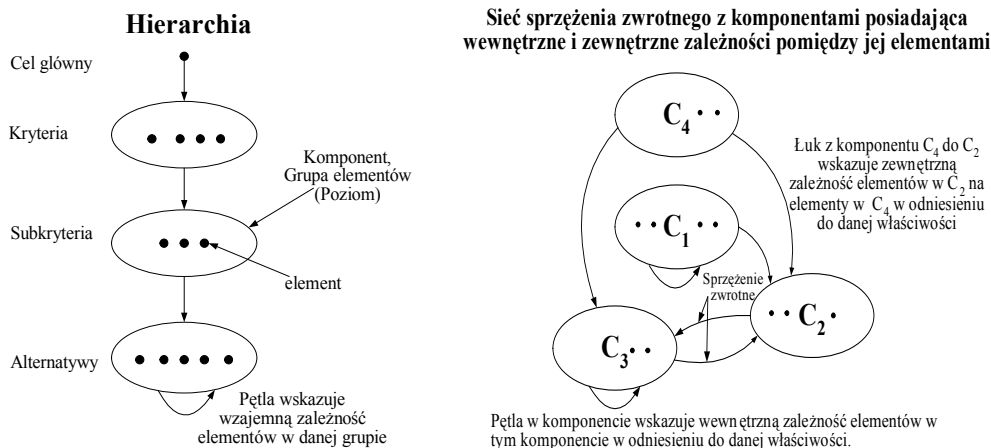 Hierarchia
Cel główny
Kryteria
Komponent,
Grupa elementów
(Poziom)
Subkryteria
element
Alternatywy
Pętla wskazuje
wzajemną zależność
elementów w danej grupie
Sieć sprzężenia zwrotnego z komponentami posiadająca
wewnętrzne i zewnętrzne zależności pomiędzy jej elementami
C4
Łuk z komponentu C4 do C2
wskazuje zewnętrzną
zależność elementów w C2 na
elementy w C4 w odniesieniu
do danej właściwości
C1
Sprzężenie
zwrotne
C2
C3
Pętla w komponencie wskazuje wewnętrzną zależność elementów w
tym komponencie w odniesieniu do danej właściwości.